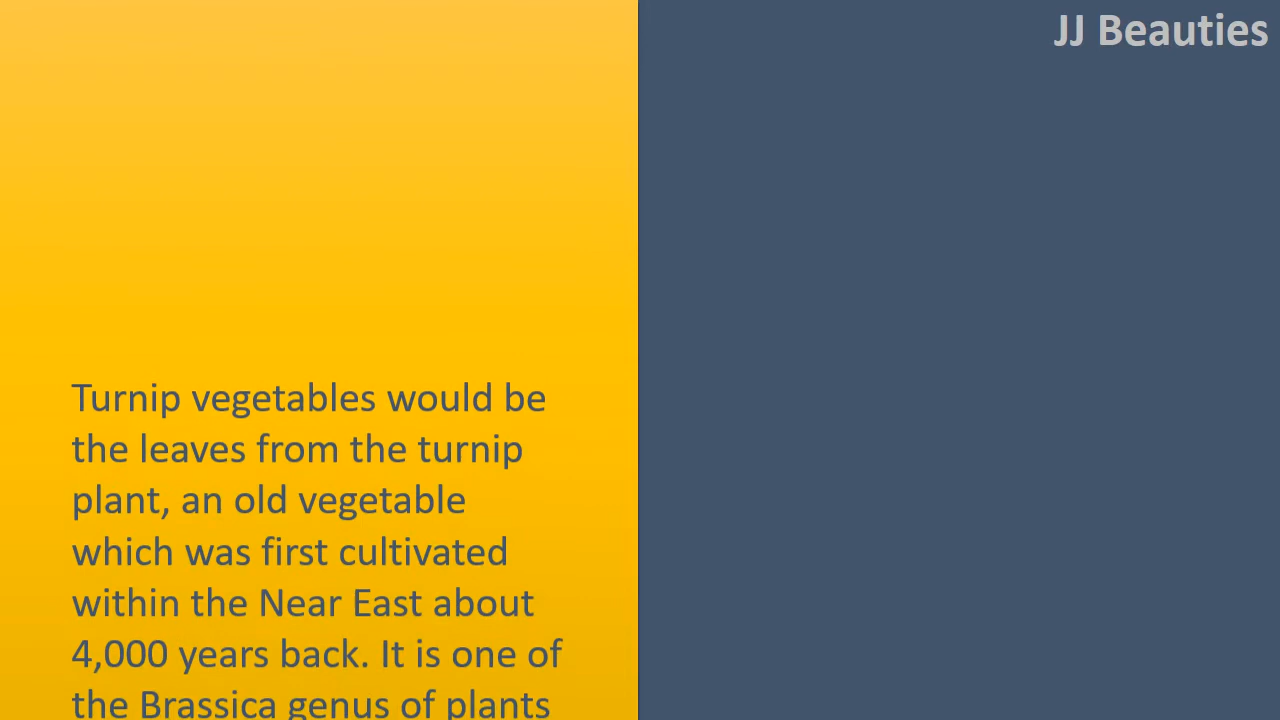 JJ Beauties
Turnip vegetables would be
the leaves from the turnip
plant, an old vegetable
which was first cultivated
within the Near East about
4,000 years back. It is one of
the Brassica genus of plants